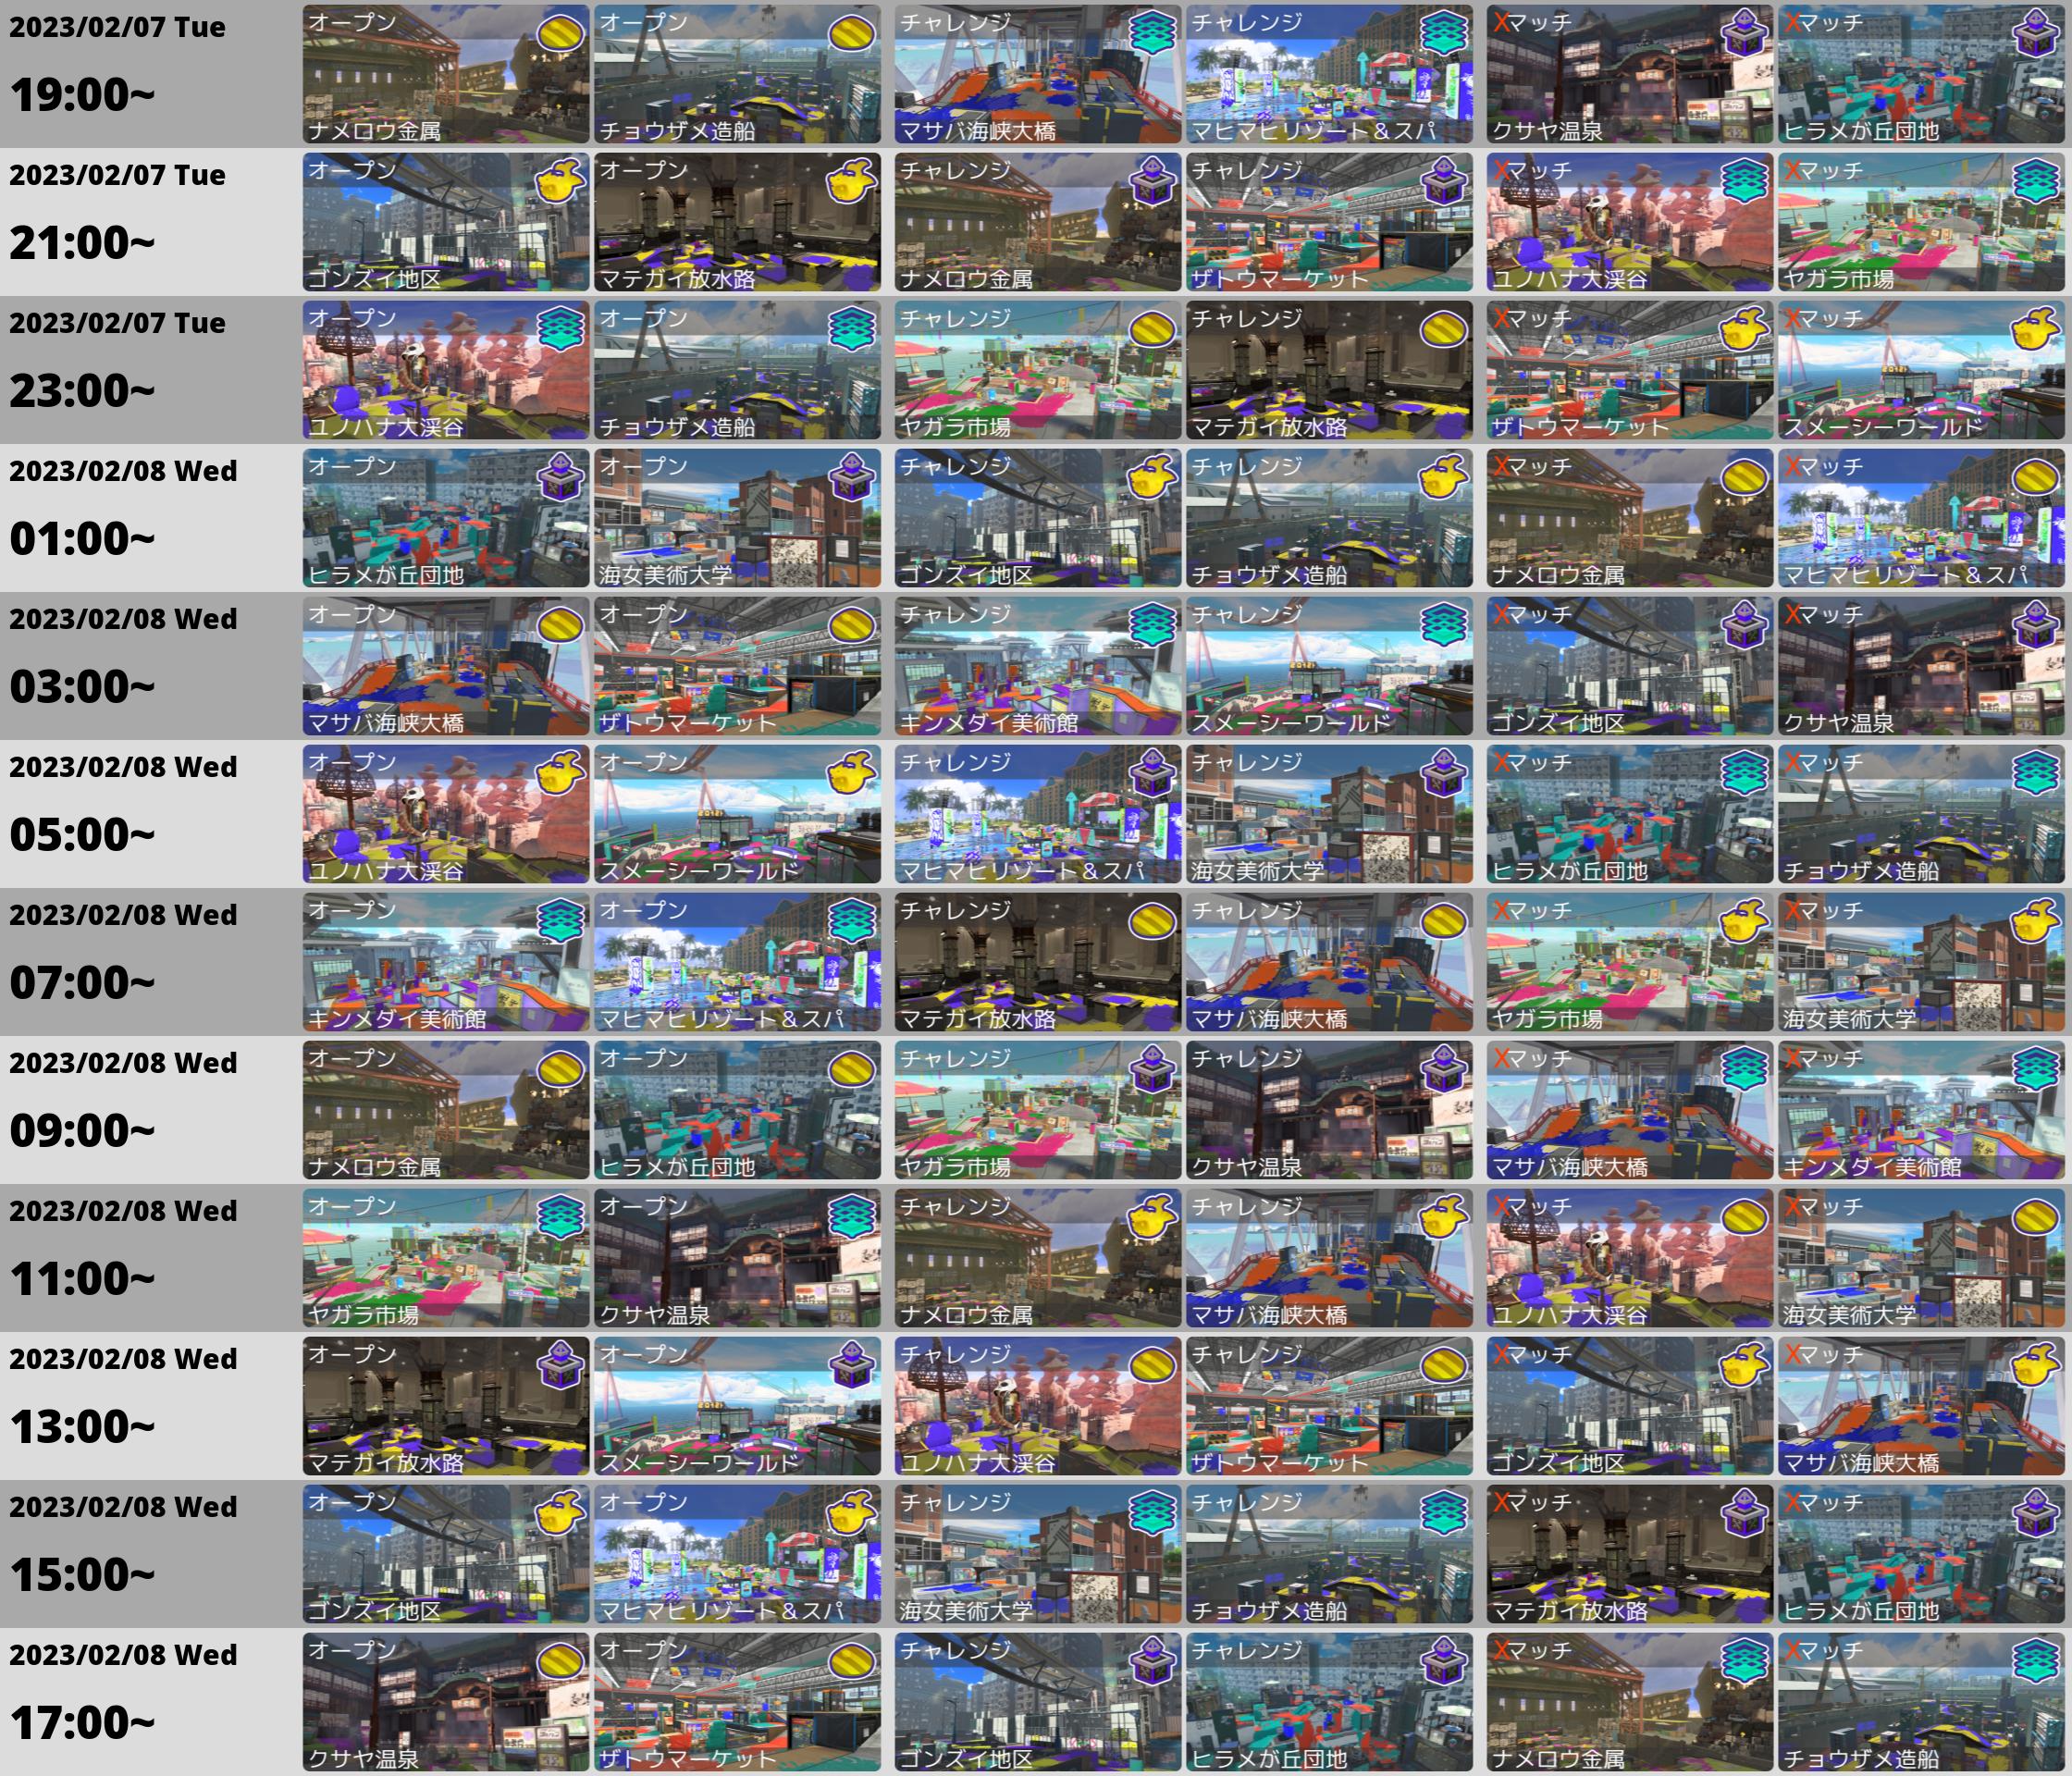 2023/02/07 Tue
19:00~
オープン
ナメロウ金属
オープン
チョウザメ造船
チャレンジ
マサバ海峡大橋
チャレンジ
マヒマヒリゾート＆スパ
Xマッチ
クサヤ温泉
Xマッチ
ヒラメが丘団地
2023/02/07 Tue
21:00~
オープン
ゴンズイ地区
オープン
マテガイ放水路
チャレンジ
ナメロウ金属
チャレンジ
ザトウマーケット
Xマッチ
ユノハナ大渓谷
Xマッチ
ヤガラ市場
2023/02/07 Tue
23:00~
オープン
ユノハナ大渓谷
オープン
チョウザメ造船
チャレンジ
ヤガラ市場
チャレンジ
マテガイ放水路
Xマッチ
ザトウマーケット
Xマッチ
スメーシーワールド
2023/02/08 Wed
01:00~
オープン
ヒラメが丘団地
オープン
海女美術大学
チャレンジ
ゴンズイ地区
チャレンジ
チョウザメ造船
Xマッチ
ナメロウ金属
Xマッチ
マヒマヒリゾート＆スパ
2023/02/08 Wed
03:00~
オープン
マサバ海峡大橋
オープン
ザトウマーケット
チャレンジ
キンメダイ美術館
チャレンジ
スメーシーワールド
Xマッチ
ゴンズイ地区
Xマッチ
クサヤ温泉
2023/02/08 Wed
05:00~
オープン
ユノハナ大渓谷
オープン
スメーシーワールド
チャレンジ
マヒマヒリゾート＆スパ
チャレンジ
海女美術大学
Xマッチ
ヒラメが丘団地
Xマッチ
チョウザメ造船
2023/02/08 Wed
07:00~
オープン
キンメダイ美術館
オープン
マヒマヒリゾート＆スパ
チャレンジ
マテガイ放水路
チャレンジ
マサバ海峡大橋
Xマッチ
ヤガラ市場
Xマッチ
海女美術大学
2023/02/08 Wed
09:00~
オープン
ナメロウ金属
オープン
ヒラメが丘団地
チャレンジ
ヤガラ市場
チャレンジ
クサヤ温泉
Xマッチ
マサバ海峡大橋
Xマッチ
キンメダイ美術館
2023/02/08 Wed
11:00~
オープン
ヤガラ市場
オープン
クサヤ温泉
チャレンジ
ナメロウ金属
チャレンジ
マサバ海峡大橋
Xマッチ
ユノハナ大渓谷
Xマッチ
海女美術大学
2023/02/08 Wed
13:00~
オープン
マテガイ放水路
オープン
スメーシーワールド
チャレンジ
ユノハナ大渓谷
チャレンジ
ザトウマーケット
Xマッチ
ゴンズイ地区
Xマッチ
マサバ海峡大橋
2023/02/08 Wed
15:00~
オープン
ゴンズイ地区
オープン
マヒマヒリゾート＆スパ
チャレンジ
海女美術大学
チャレンジ
チョウザメ造船
Xマッチ
マテガイ放水路
Xマッチ
ヒラメが丘団地
2023/02/08 Wed
17:00~
オープン
クサヤ温泉
オープン
ザトウマーケット
チャレンジ
ゴンズイ地区
チャレンジ
ヒラメが丘団地
Xマッチ
ナメロウ金属
Xマッチ
チョウザメ造船